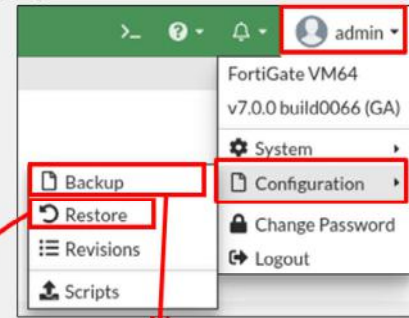 admin
FortiGate VM64
v7.0.0 build0066 (GA)
System
Configuration
Change Password
Logout
Backup
Restore
Revisions
Scripts